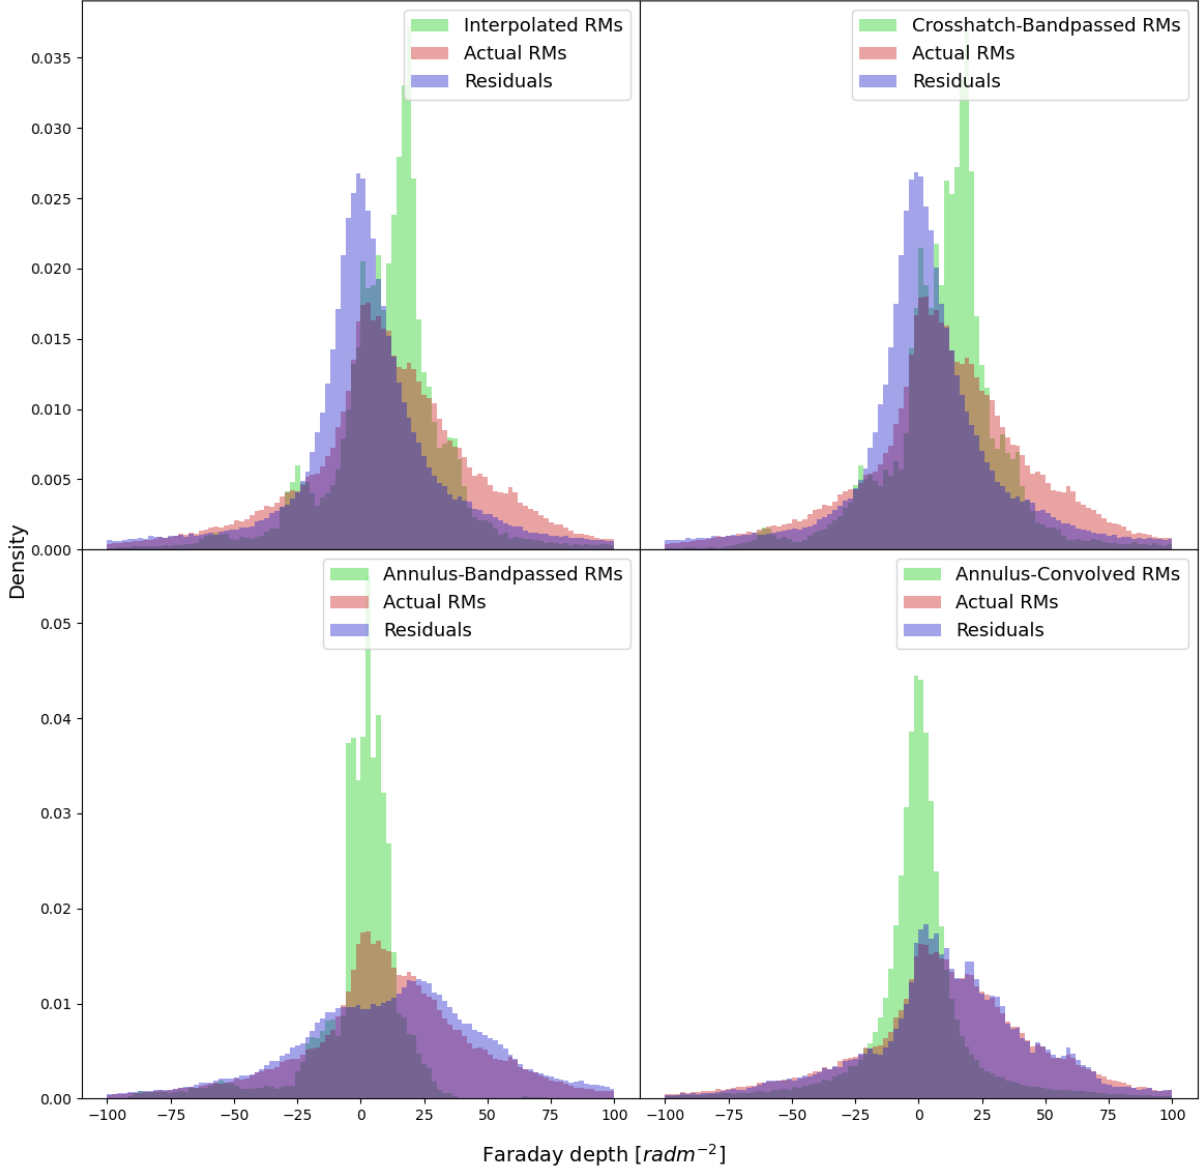 Interpolated RMs
Actual RMs
Residuals
Crosshatch-Bandpassed RMs
Actual RMs
Residuals
0.035
0.030
0.025
0.020
0.015
0.010
0.005
0.000
Density
Annulus-Bandpassed RMs
Actual RMs
Residuals
Annulus-Convolved RMs
Actual RMs
Residuals
0.05
0.04
0.03
0.02
0.01
0.00
−100 −75 −50 −25 0 25 50 75 100
−100 −75 −50 −25 0 25 50 75 100
Faraday depth [radm⁻²]